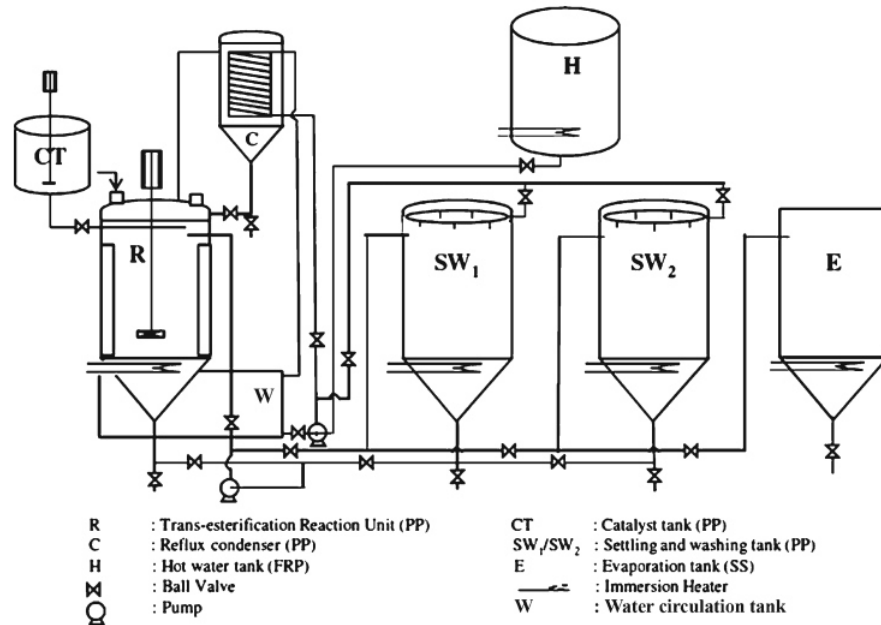 H
C
CT
R
SW1
SW2
E
W
R : Trans-esterification Reaction Unit (PP)
C : Reflux condenser (PP)
H : Hot water tank (FRP)
: Ball Valve
: Pump
CT : Catalyst tank (PP)
SW1/SW2 : Settling and washing tank (PP)
E : Evaporation tank (SS)
: Immersion Heater
W : Water circulation tank